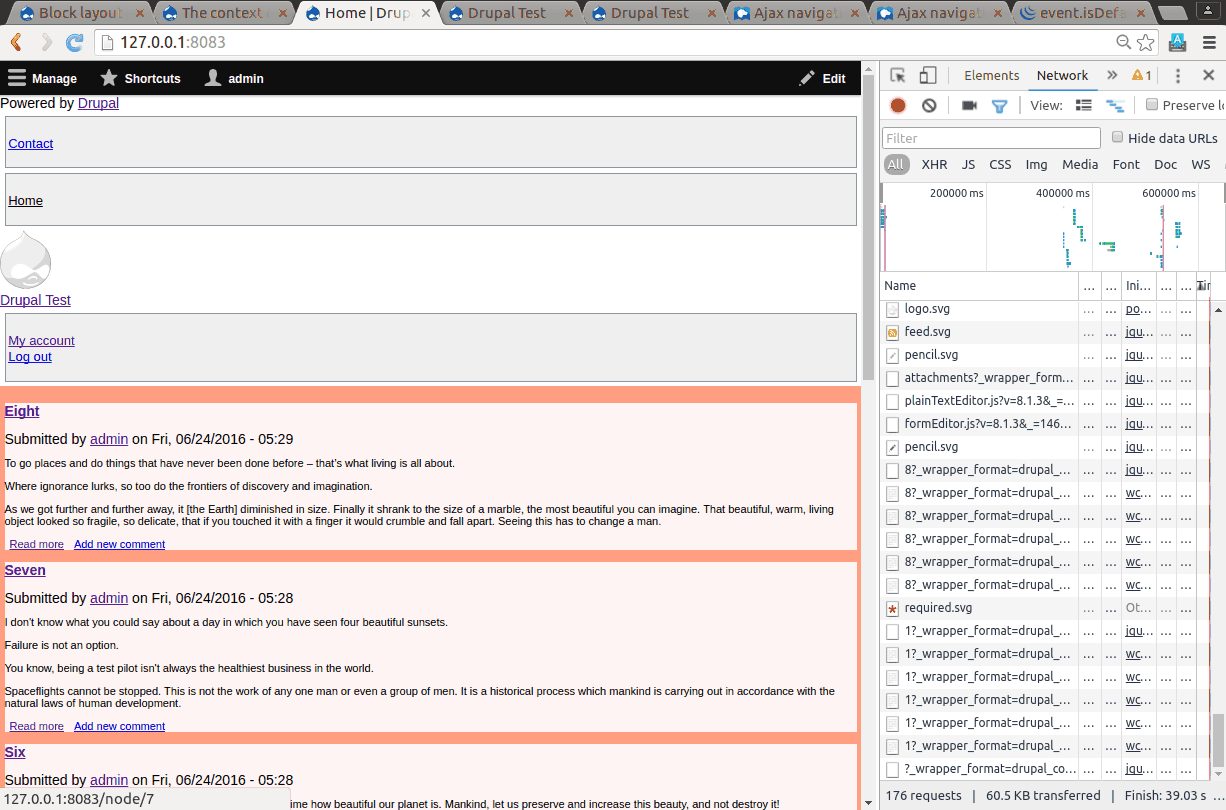 Block layout
The context
Home | Drup
Drupal Test
Drupal Test
Ajax navigat
Ajax navigat
event.isDefa
127.0.0.1:8083
Manage Shortcuts admin Edit
Powered by Drupal
Contact
Home
Drupal Test
My account
Log out
Eight
Submitted by admin on Fri, 06/24/2016 - 05:29
To go places and do things that have never been done before – that’s what living is all about.
Where ignorance lurks, so too do the frontiers of discovery and imagination.
As we got further and further away, it [the Earth] diminished in size. Finally it shrank to the size of a marble, the most beautiful you can imagine. That beautiful, warm, living
object looked so fragile, so delicate, that if you touched it with a finger it would crumble and fall apart. Seeing this has to change a man.
Read more Add new comment
Seven
Submitted by admin on Fri, 06/24/2016 - 05:28
I don’t know what you could say about a day in which you have seen four beautiful sunsets.
Failure is not an option.
You know, being a test pilot isn’t always the healthiest business in the world.
Spaceflights cannot be stopped. This is not the work of any one man or even a group of men. It is a historical process which mankind is carrying out in accordance with the
natural laws of human development.
Read more Add new comment
Six
Submitted by admin on Fri, 06/24/2016 - 05:28
ime how beautiful our planet is. Mankind, let us preserve and increase this beauty, and not destroy it!
127.0.0.1:8083/node/7
Elements Network » 1
View: Preserve l
Filter Hide data URLs
All XHR JS CSS Img Media Font Doc WS
200000 ms 400000 ms 600000 ms
Name ... ... Ini... ... ... Tin
logo.svg ... ... po... ... ...
feed.svg ... ... jqu... ... ...
pencil.svg ... ... jqu... ... ...
attachments?_wrapper_form... ... ... jqu... ... ...
plainTextEditor.js?v=8.1.3&_=... ... ... jqu... ... ...
formEditor.js?v=8.1.3&_=146... ... ... jqu... ... ...
pencil.svg ... ... jqu... ... ...
8?_wrapper_format=drupal_... ... ... jqu... ... ...
8?_wrapper_format=drupal_... ... ... wc... ... ...
8?_wrapper_format=drupal_... ... ... wc... ... ...
8?_wrapper_format=drupal_... ... ... wc... ... ...
8?_wrapper_format=drupal_... ... ... wc... ... ...
8?_wrapper_format=drupal_... ... ... wc... ... ...
required.svg ... ... Ot... ... ...
1?_wrapper_format=drupal_... ... ... jqu... ... ...
1?_wrapper_format=drupal_... ... ... wc... ... ...
1?_wrapper_format=drupal_... ... ... wc... ... ...
1?_wrapper_format=drupal_... ... ... wc... ... ...
1?_wrapper_format=drupal_... ... ... wc... ... ...
1?_wrapper_format=drupal_... ... ... wc... ... ...
?_wrapper_format=drupal_co... ... ... jqu... ... ...
176 requests | 60.5 KB transferred | Finish: 39.03 s ...